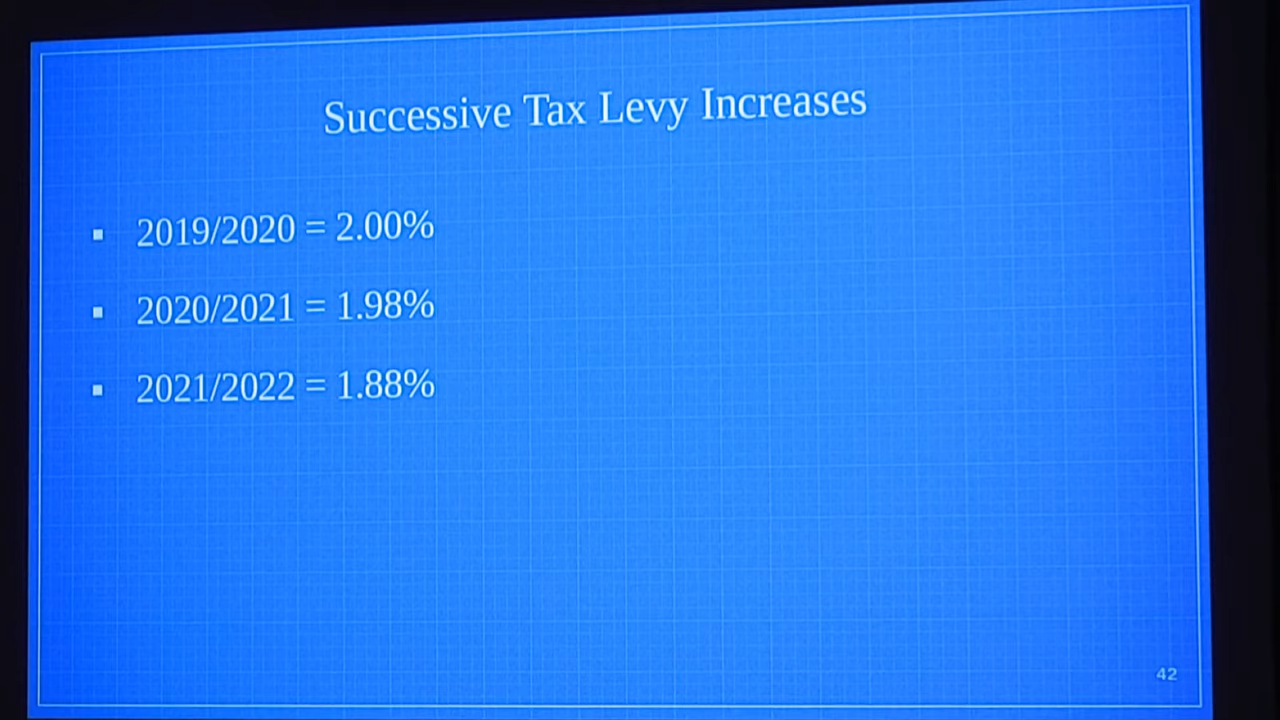 Successive Tax Levy Increases
▪ 2019/2020 = 2.00%
▪ 2020/2021 = 1.98%
▪ 2021/2022 = 1.88%
42